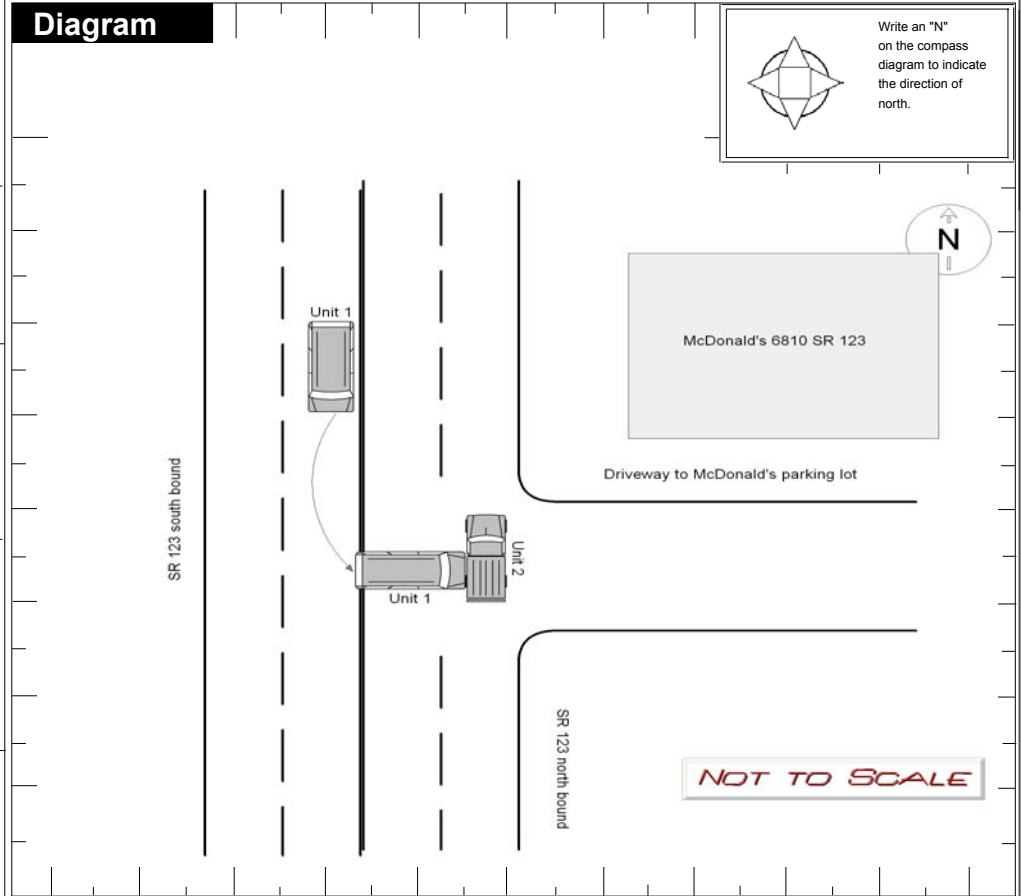 Diagram
Write an "N"
on the compass
diagram to indicate
the direction of
north.
N
Unit 1
McDonald's 6810 SR 123
Driveway to McDonald's parking lot
SR 123 south bound
Unit 2
Unit 1
SR 123 north bound
NOT TO SCALE